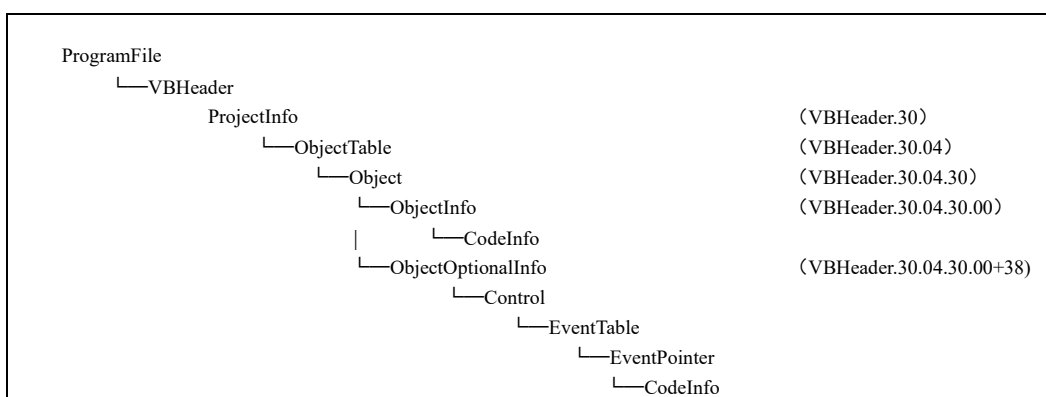 ProgramFile
└──VBHeader
ProjectInfo （VBHeader.30）
└──ObjectTable （VBHeader.30.04）
└──Object （VBHeader.30.04.30）
└──ObjectInfo （VBHeader.30.04.30.00）
│ └──CodeInfo
└──ObjectOptionalInfo （VBHeader.30.04.30.00+38)
└──Control
└──EventTable
└──EventPointer
└──CodeInfo